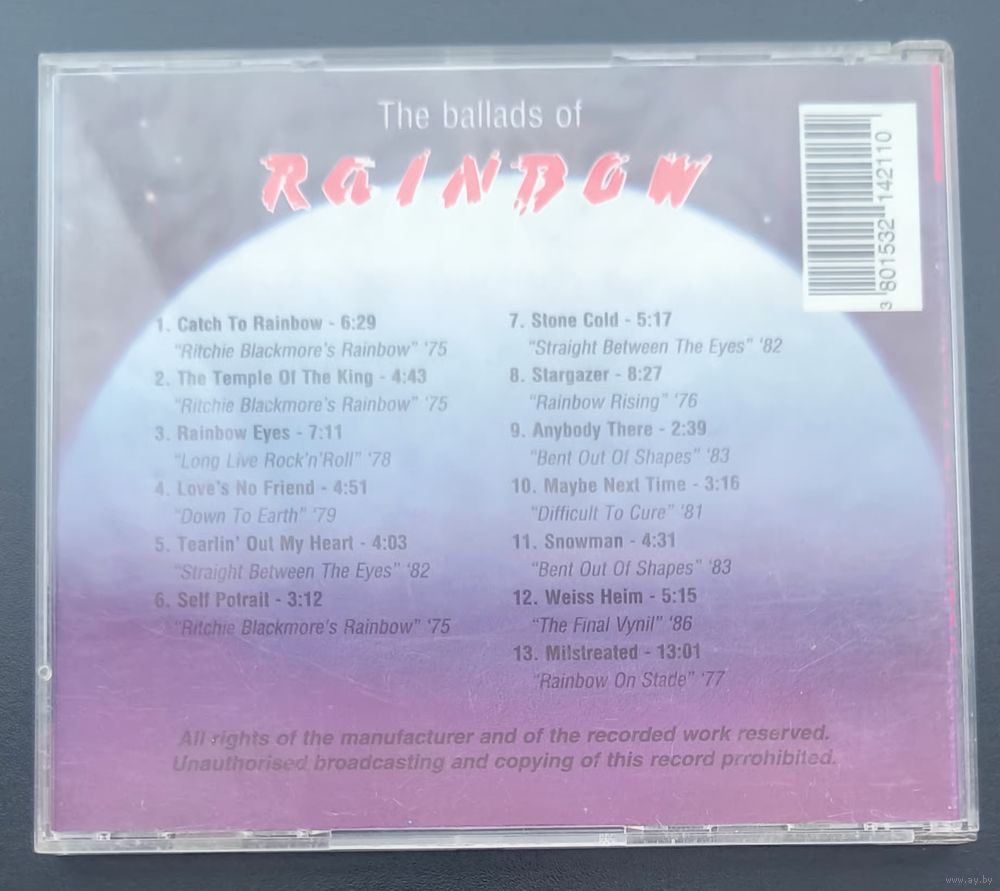 The ballads of
RAINBOW
3 801532 142110
1. Catch To Rainbow - 6:29
"Ritchie Blackmore's Rainbow" '75
2. The Temple Of The King - 4:43
"Ritchie Blackmore's Rainbow" '75
3. Rainbow Eyes - 7:11
"Long Live Rock'n'Roll" '78
4. Love's No Friend - 4:51
"Down To Earth" '79
5. Tearlin' Out My Heart - 4:03
"Straight Between The Eyes" '82
6. Self Potrait - 3:12
"Ritchie Blackmore's Rainbow" '75
7. Stone Cold - 5:17
"Straight Between The Eyes" '82
8. Stargazer - 8:27
"Rainbow Rising" '76
9. Anybody There - 2:39
"Bent Out Of Shapes" '83
10. Maybe Next Time - 3:16
"Difficult To Cure" '81
11. Snowman - 4:31
"Bent Out Of Shapes" '83
12. Weiss Heim - 5:15
"The Final Vynil" '86
13. Milstreated - 13:01
"Rainbow On Stade" '77
All rights of the manufacturer and of the recorded work reserved.
Unauthorised broadcasting and copying of this record prrohibited.
www.ay.by